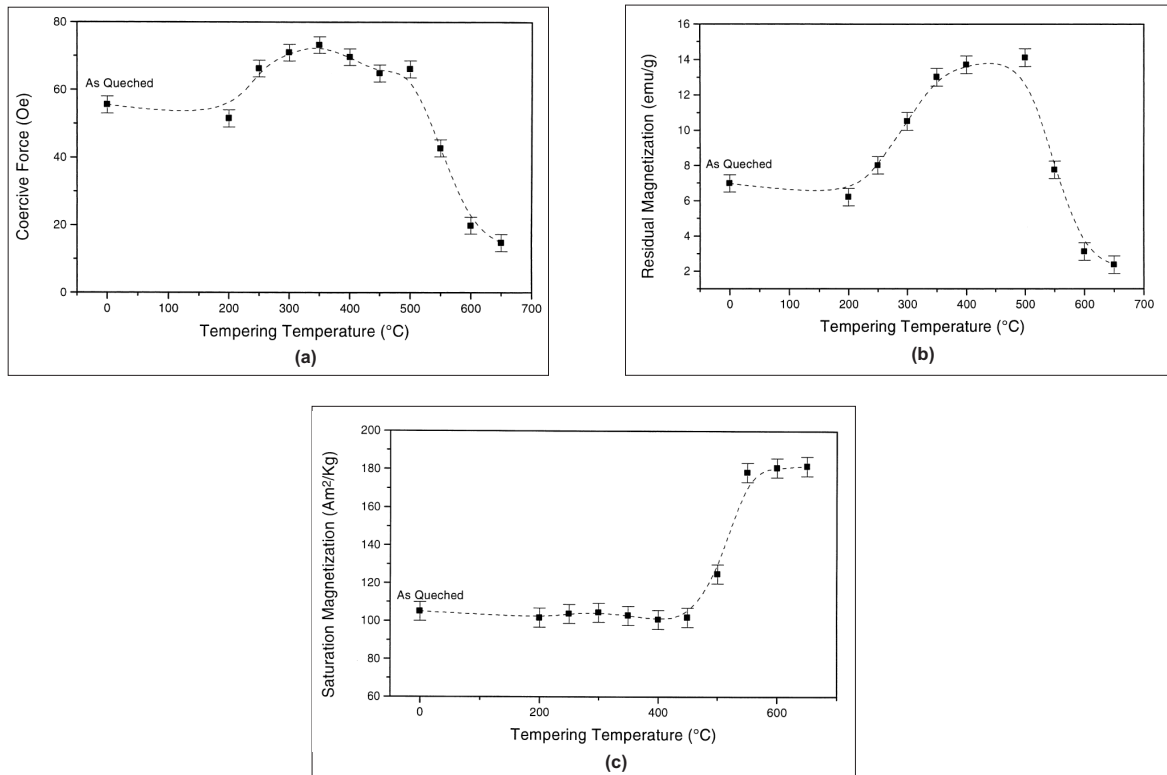 Coercive Force (Oe)
80
60
40
20
0
As Queched
0 100 200 300 400 500 600 700
Tempering Temperature (°C)
(a)
Residual Magnetization (emu/g)
16
14
12
10
8
6
4
2
As Queched
0 100 200 300 400 500 600 700
Tempering Temperature (°C)
(b)
Saturation Magnetization (Am²/Kg)
200
180
160
140
120
100
80
60
As Queched
0 200 400 600
Tempering Temperature (°C)
(c)